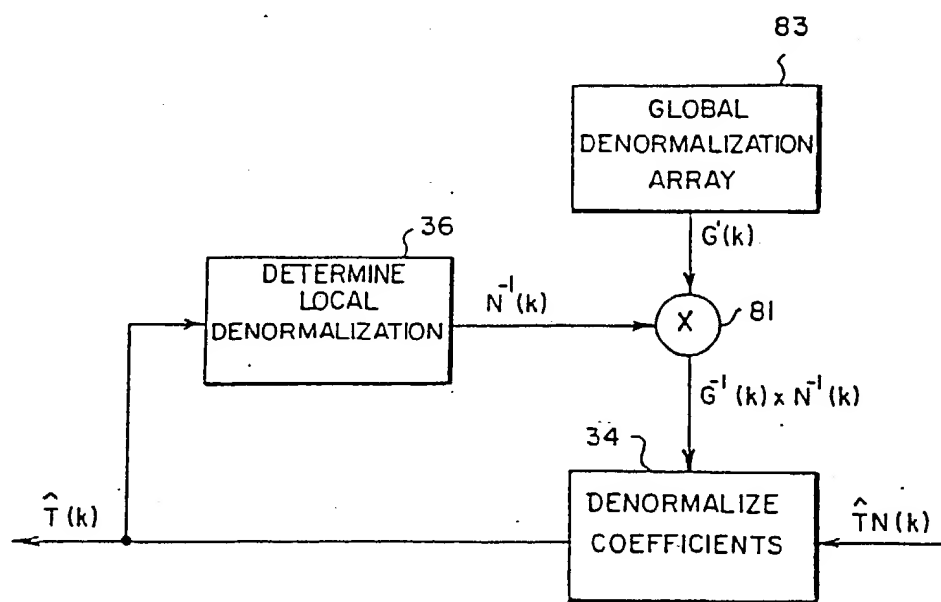 83
GLOBAL
DENORMALIZATION
ARRAY
G'(k)
36
DETERMINE
LOCAL
DENORMALIZATION
N⁻¹(k)
X
81
G⁻¹(k) x N⁻¹(k)
34
DENORMALIZE
COEFFICIENTS
T̂(k)
T̂N(k)